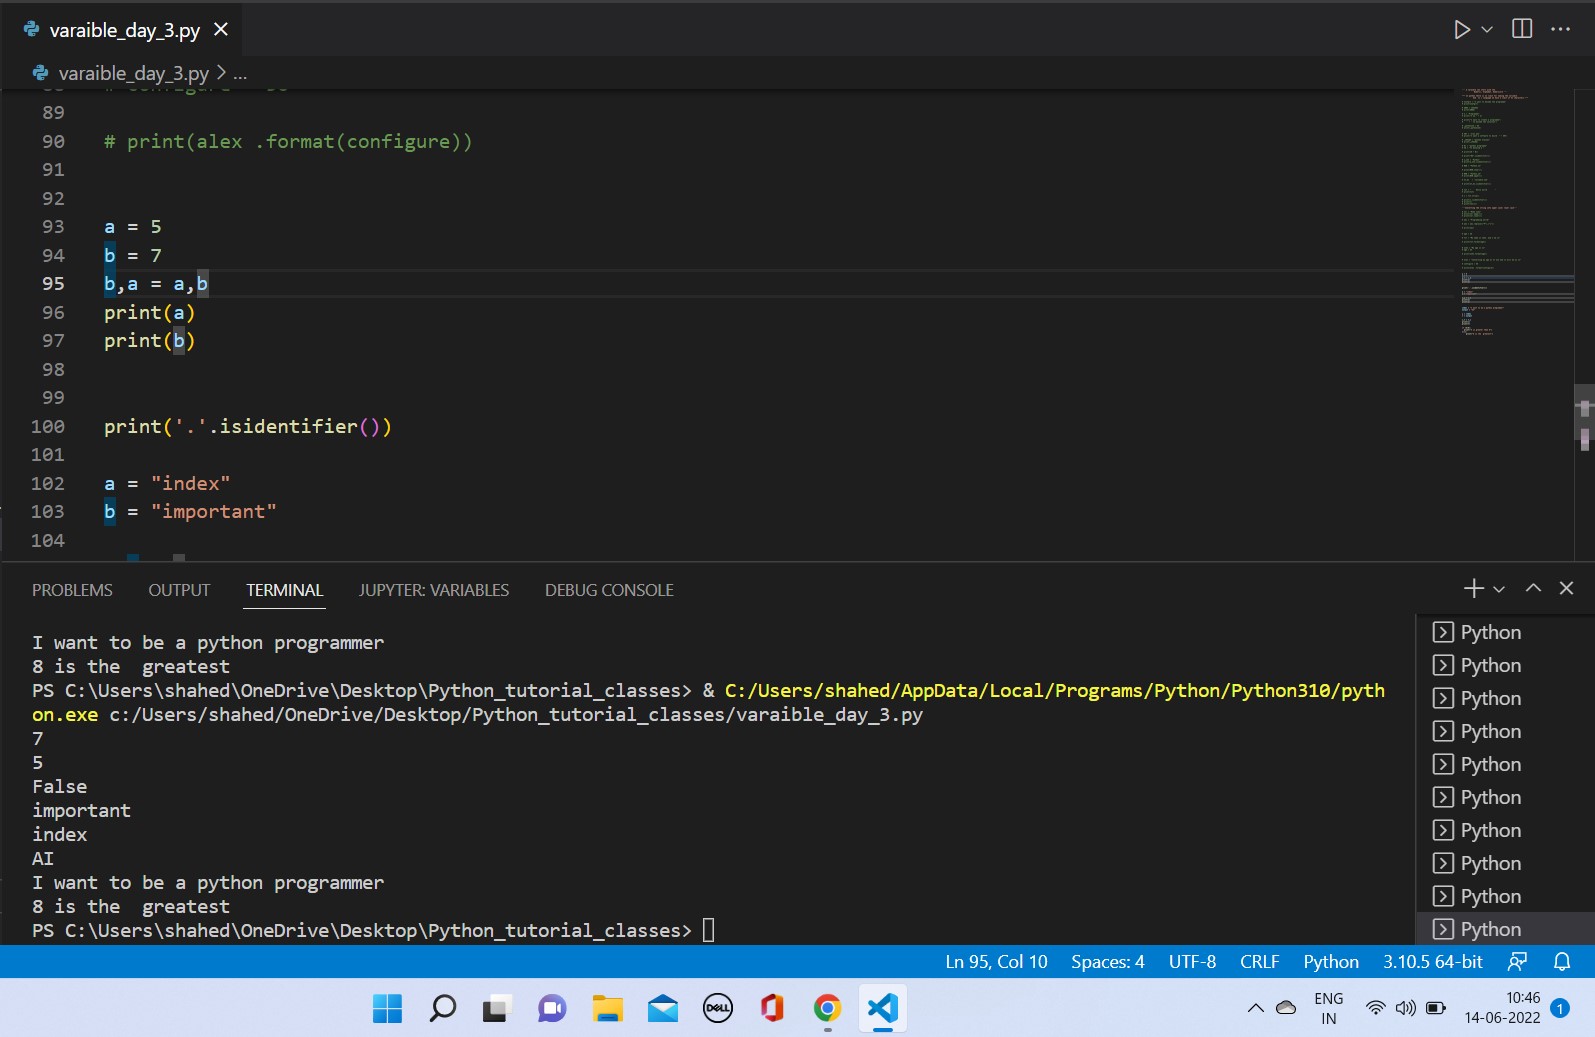 varaible_day_3.py
varaible_day_3.py > ...
89
90 # print(alex .format(configure))
91
92
93 a = 5
94 b = 7
95 b,a = a,b
96 print(a)
97 print(b)
98
99
100 print('.'.isidentifier())
101
102 a = "index"
103 b = "important"
104
PROBLEMS OUTPUT TERMINAL JUPYTER: VARIABLES DEBUG CONSOLE
I want to be a python programmer
8 is the  greatest
PS C:\Users\shahed\OneDrive\Desktop\Python_tutorial_classes> & C:/Users/shahed/AppData/Local/Programs/Python/Python310/pyth
on.exe c:/Users/shahed/OneDrive/Desktop/Python_tutorial_classes/varaible_day_3.py
7
5
False
important
index
AI
I want to be a python programmer
8 is the  greatest
PS C:\Users\shahed\OneDrive\Desktop\Python_tutorial_classes>
Python
Python
Python
Python
Python
Python
Python
Python
Python
Python
Ln 95, Col 10 Spaces: 4 UTF-8 CRLF Python 3.10.5 64-bit
DELL
ENG
IN
10:46
14-06-2022
1